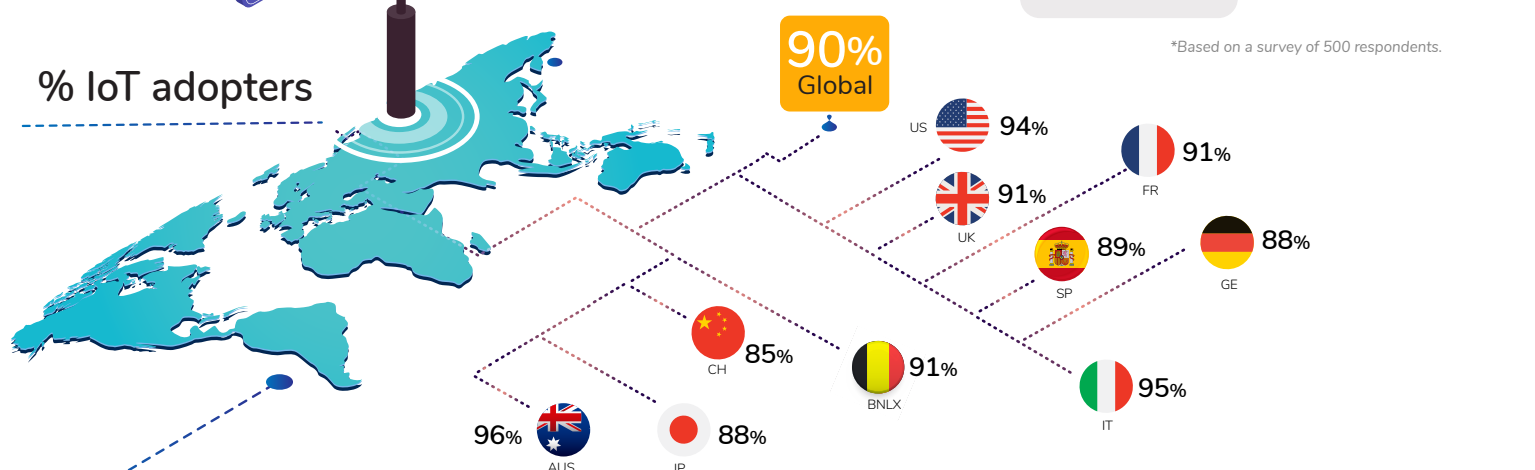 *Based on a survey of 500 respondents.
% IoT adopters
90%
Global
US
94%
91%
UK
91%
FR
89%
SP
88%
GE
85%
CH
91%
BNLX
95%
IT
96%
AUS
88%
JP